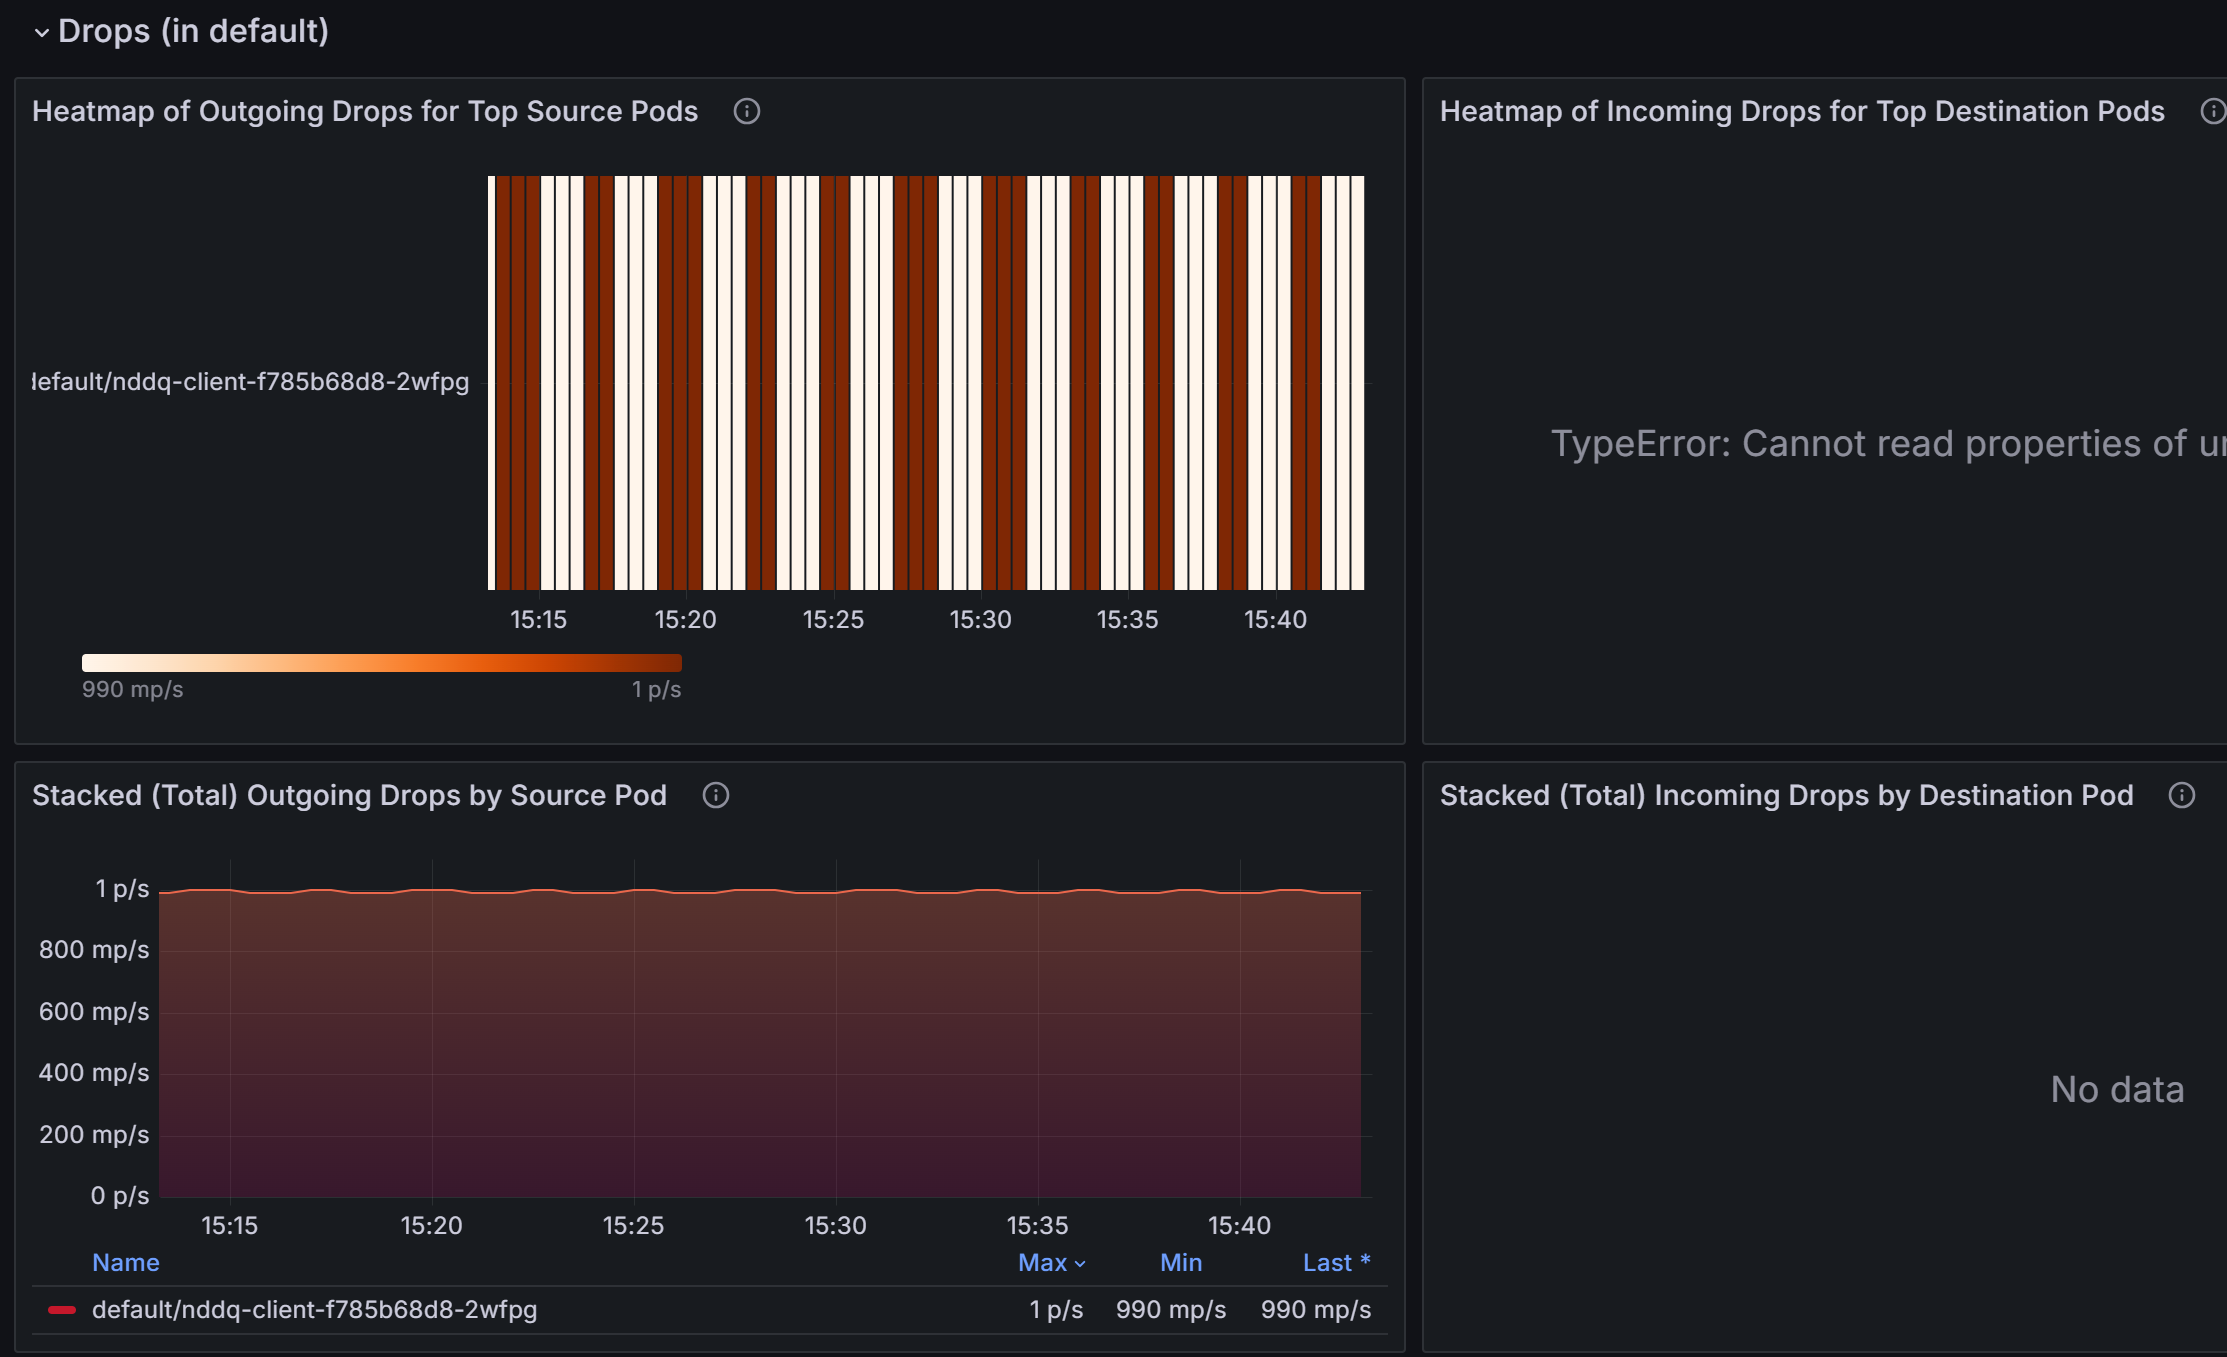 Drops (in default)
Heatmap of Outgoing Drops for Top Source Pods
default/nddq-client-f785b68d8-2wfpg
15:15 15:20 15:25 15:30 15:35 15:40
990 mp/s 1 p/s
Heatmap of Incoming Drops for Top Destination Pods
TypeError: Cannot read properties of
Stacked (Total) Outgoing Drops by Source Pod
1 p/s
800 mp/s
600 mp/s
400 mp/s
200 mp/s
0 p/s
15:15 15:20 15:25 15:30 15:35 15:40
Name Max Min Last *
default/nddq-client-f785b68d8-2wfpg 1 p/s 990 mp/s 990 mp/s
Stacked (Total) Incoming Drops by Destination Pod
No data